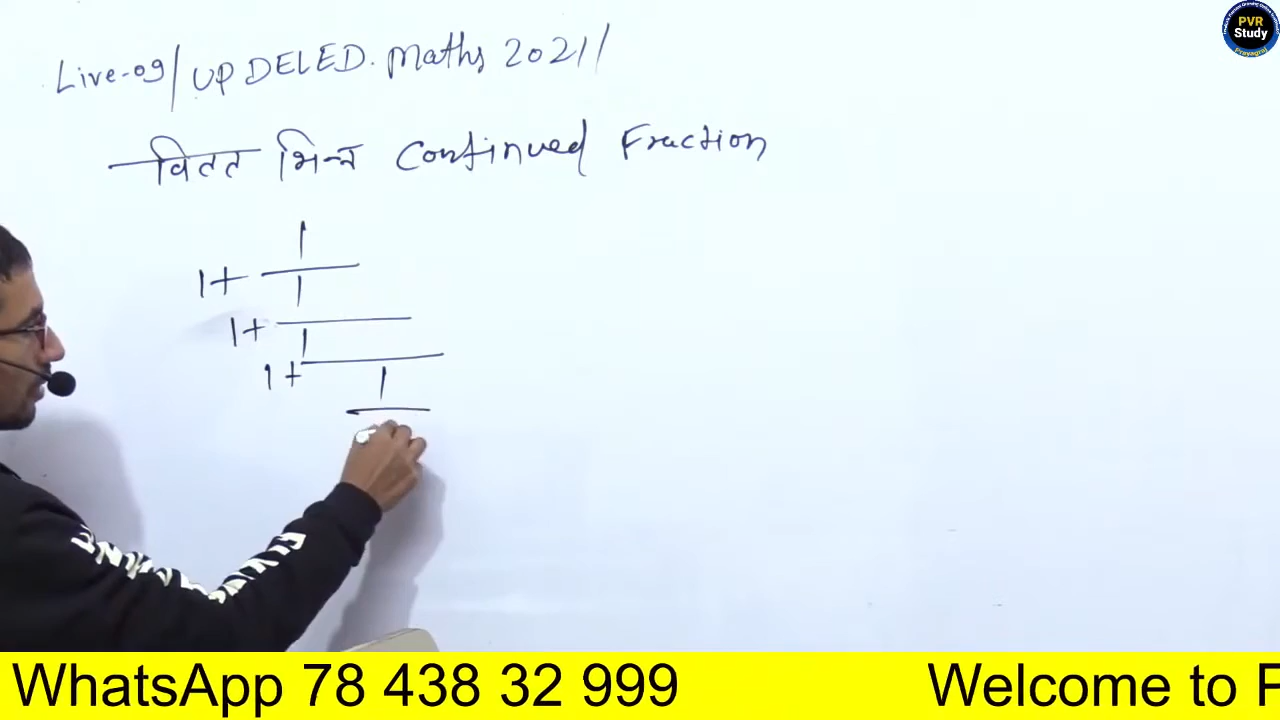 Live-09/UP DELED. Maths 2021/
वितत भिन्न Continued Fraction
1
1+ 1
1+ 1
1+ 1
PVR
Study
Prayagraj
WhatsApp 78 438 32 999 Welcome to P